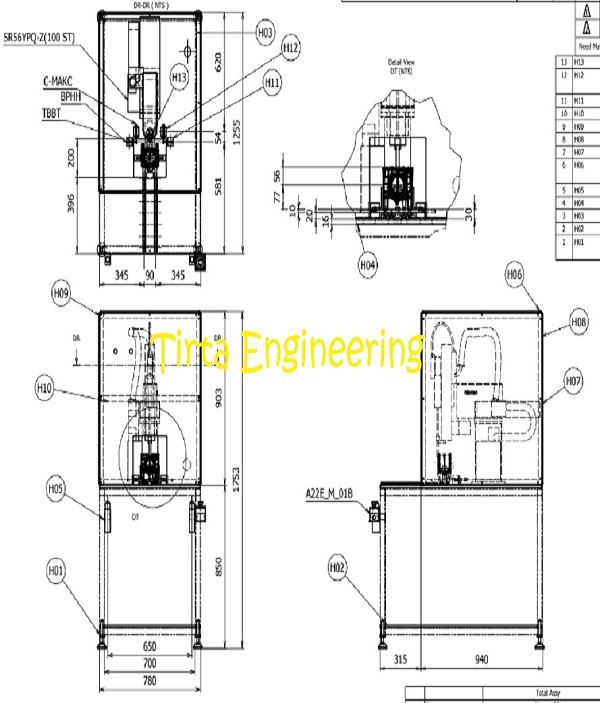 DR-DR ( NTS )
SR56YPQ-Z(100 ST)
H03
H12
H13
H11
C-MAKC
BPHH
TBBT
620
54
1255
581
200
396
345
90
345
Detail View
DT (NTS)
56
77
10
20
16
30
H04
Need Ma
13 H13
12 H12
11 H11
10 H10
9 H09
8 H08
7 H07
6 H06
5 H05
4 H04
3 H03
2 H02
1 H01
H09
DR
DR
H10
903
1753
H05
DT
850
H01
650
700
780
Tirta Engineering
H06
H08
H07
A22E_M_01B
H02
315
940
Total Assy